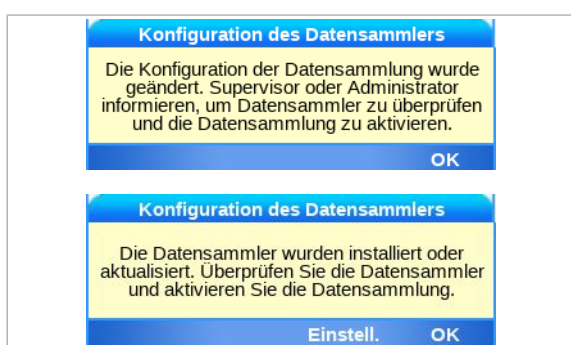 Konfiguration des Datensammlers
Die Konfiguration der Datensammlung wurde
geändert. Supervisor oder Administrator
informieren, um Datensammler zu überprüfen
und die Datensammlung zu aktivieren.
OK
Konfiguration des Datensammlers
Die Datensammler wurden installiert oder
aktualisiert. Überprüfen Sie die Datensammler
und aktivieren Sie die Datensammlung.
Einstell. OK